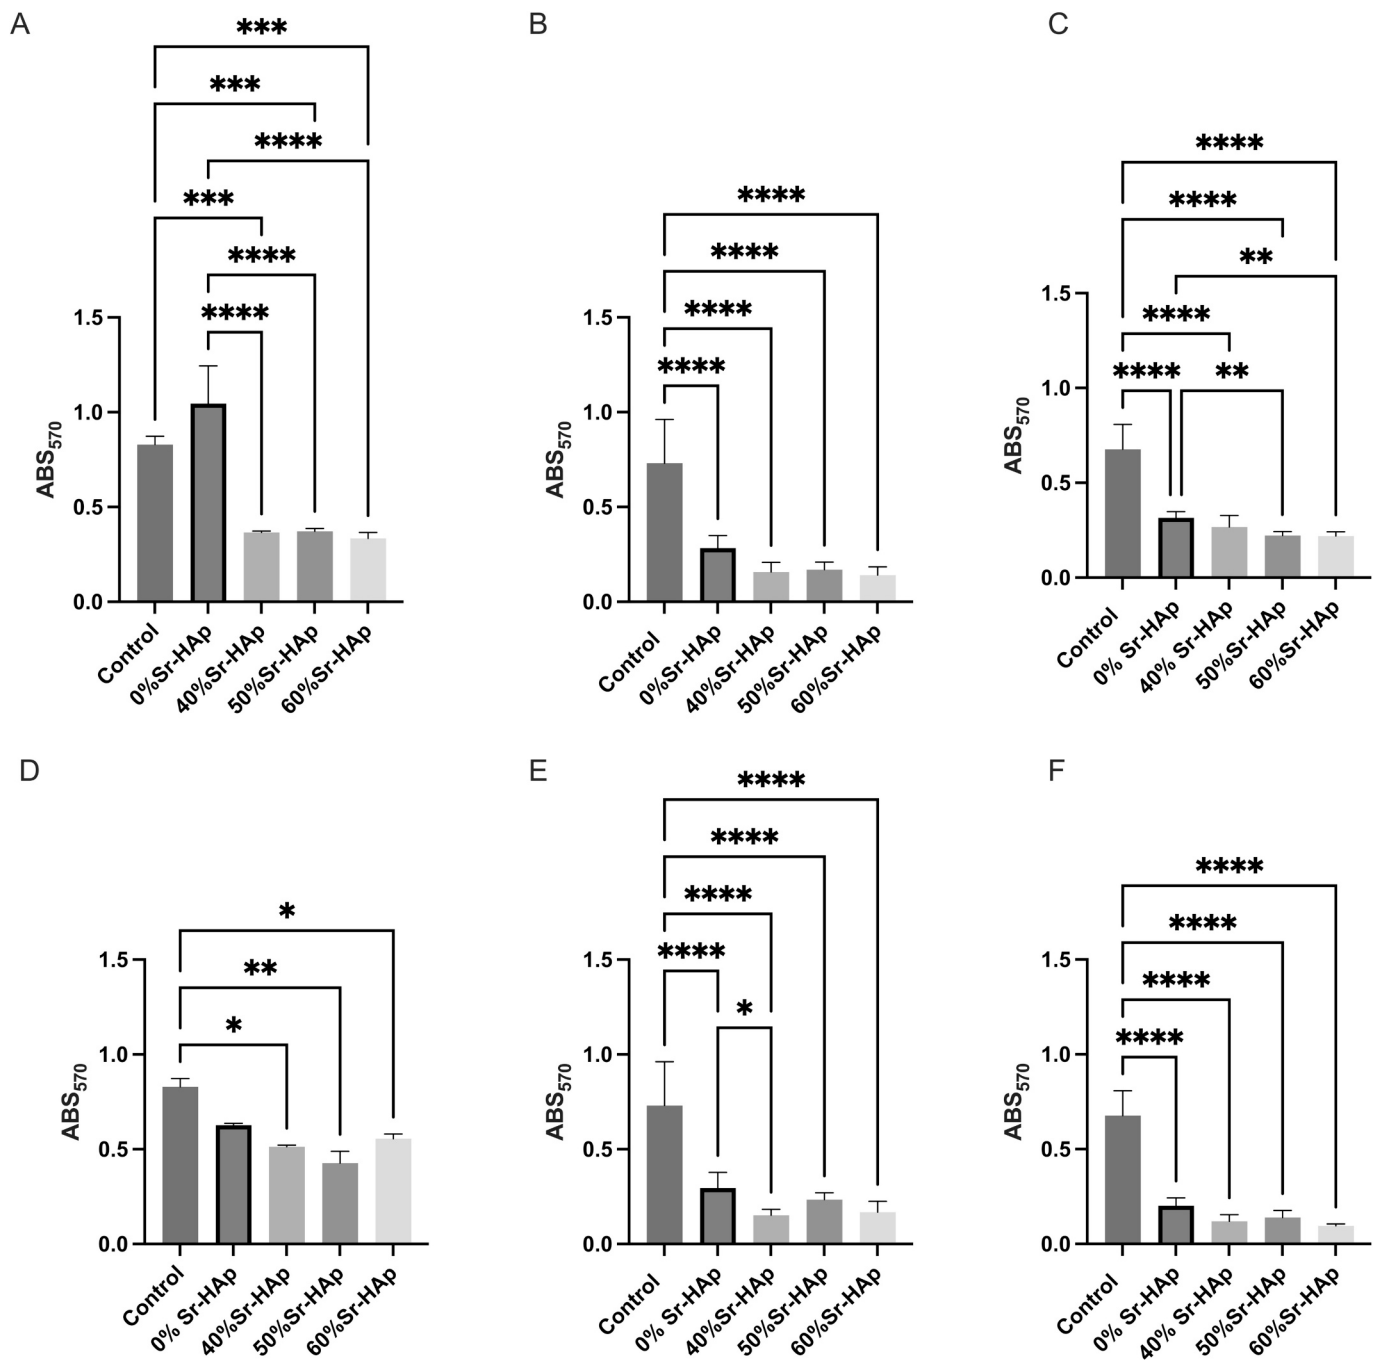 A
***
***
****
***
****
****
1.5
1.0
0.5
0.0
ABS570
Control
0%Sr-HAp
40%Sr-HAp
50%Sr-HAp
60%Sr-HAp
B
****
****
****
****
1.5
1.0
0.5
0.0
ABS570
Control
0%Sr-HAp
40%Sr-HAp
50%Sr-HAp
60%Sr-HAp
C
****
****
**
****
**** **
1.5
1.0
0.5
0.0
ABS570
Control
0% Sr-HAp
40% Sr-HAp
50%Sr-HAp
60%Sr-HAp
D
*
**
*
1.5
1.0
0.5
0.0
ABS570
Control
0% Sr-HAp
40%Sr-HAp
50%Sr-HAp
60%Sr-HAp
E
****
****
****
****
*
1.5
1.0
0.5
0.0
ABS570
Control
0% Sr-HAp
40%Sr-HAp
50%Sr-HAp
60%Sr-HAp
F
****
****
****
****
1.5
1.0
0.5
0.0
ABS570
Control
0% Sr-HAp
40% Sr-HAp
50%Sr-HAp
60%Sr-HAp